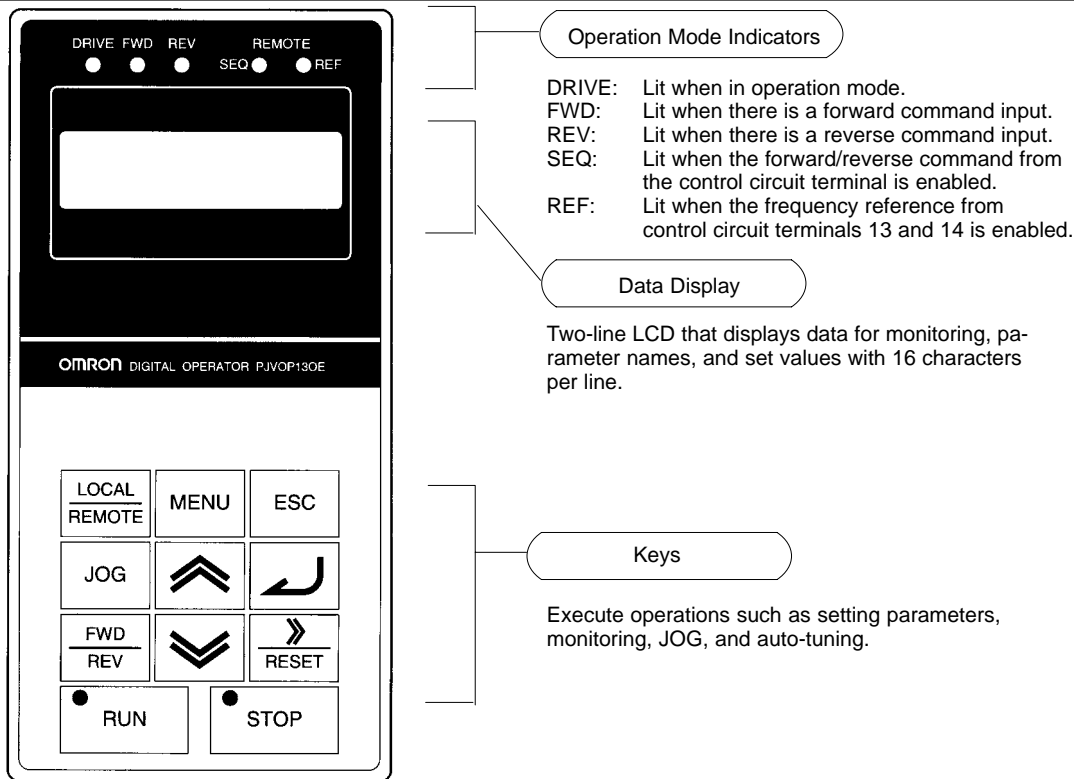 DRIVE FWD REV REMOTE
SEQ REF
OMRON DIGITAL OPERATOR PJVOP130E
LOCAL
REMOTE
MENU
ESC
JOG
FWD
REV
RESET
RUN
STOP
Operation Mode Indicators
DRIVE: Lit when in operation mode.
FWD: Lit when there is a forward command input.
REV: Lit when there is a reverse command input.
SEQ: Lit when the forward/reverse command from
the control circuit terminal is enabled.
REF: Lit when the frequency reference from
control circuit terminals 13 and 14 is enabled.
Data Display
Two-line LCD that displays data for monitoring, pa-
rameter names, and set values with 16 characters
per line.
Keys
Execute operations such as setting parameters,
monitoring, JOG, and auto-tuning.